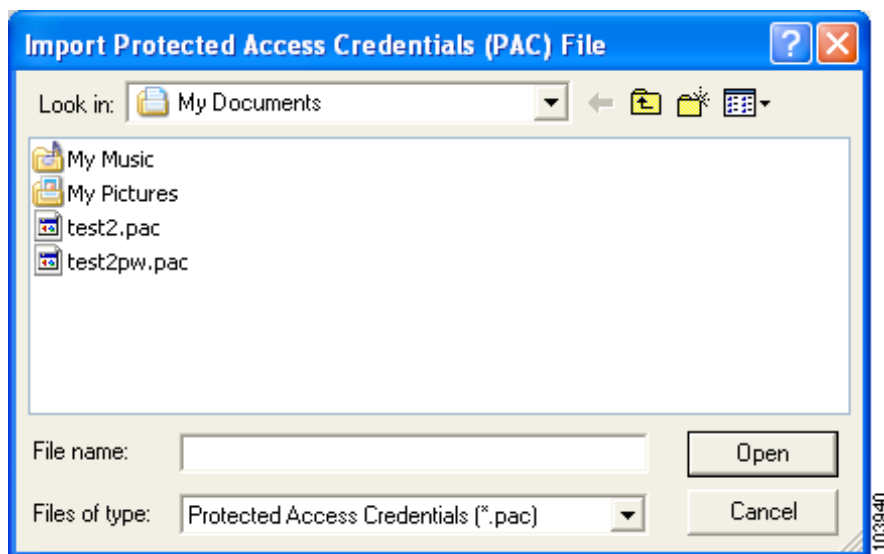 Import Protected Access Credentials (PAC) File
Look in: My Documents
My Music
My Pictures
test2.pac
test2pw.pac
File name:
Open
Files of type: Protected Access Credentials (*.pac)
Cancel
103940